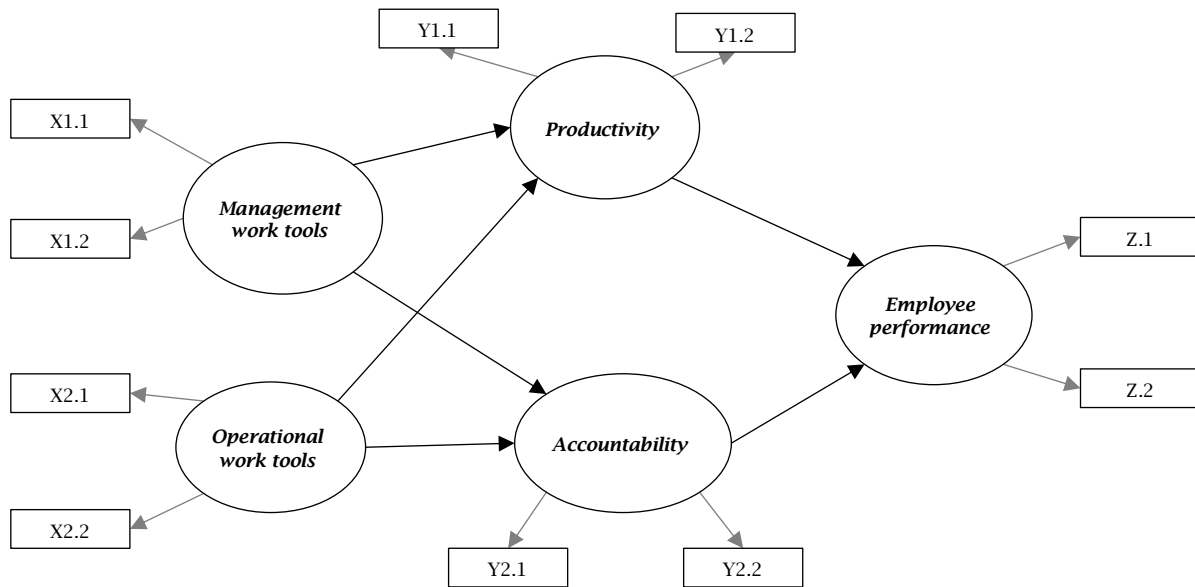 Y1.1
Y1.2
X1.1
Productivity
Management
work tools
X1.2
Z.1
Employee
performance
X2.1
Z.2
Operational
work tools
Accountability
X2.2
Y2.1
Y2.2